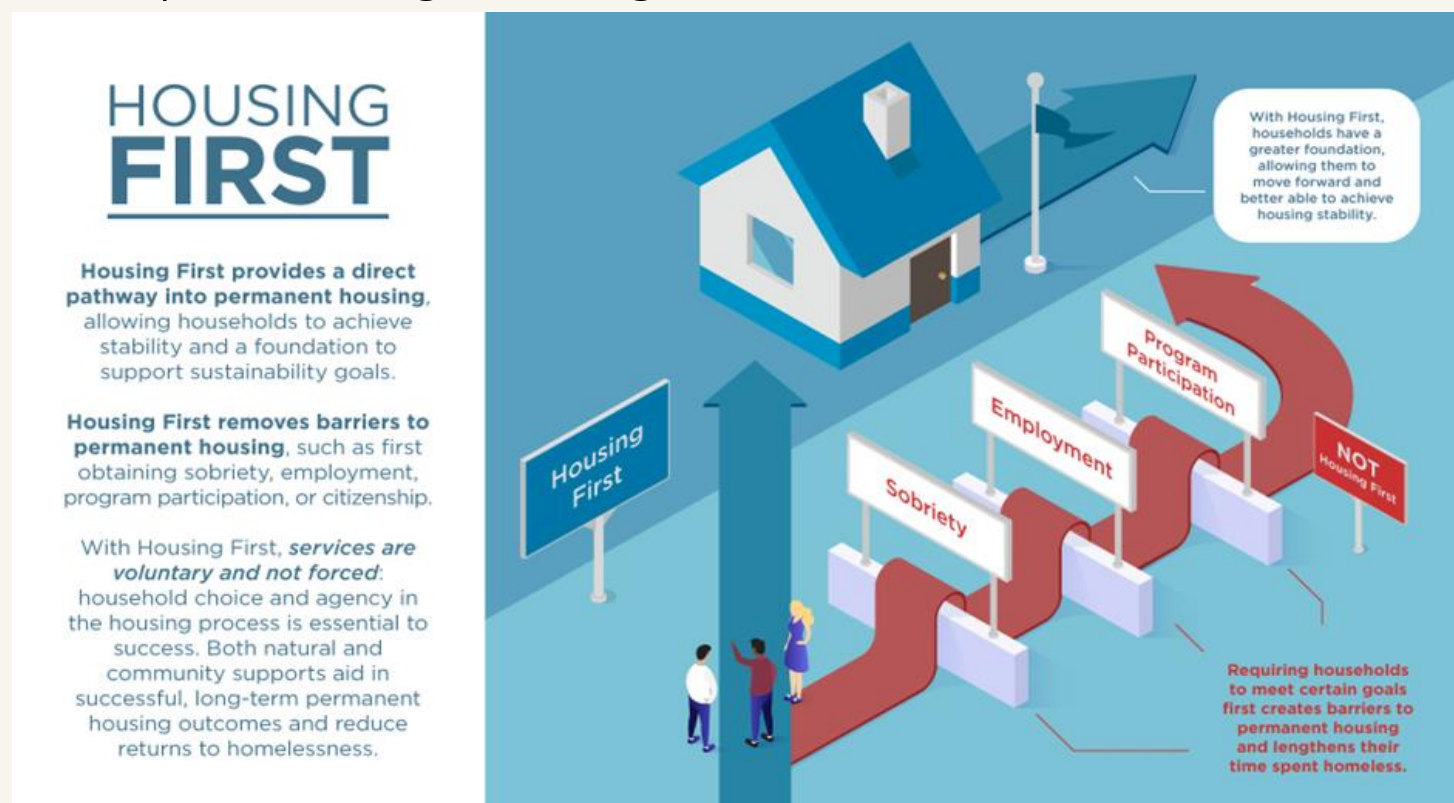 HOUSING
FIRST
Housing First provides a direct
pathway into permanent housing,
allowing households to achieve
stability and a foundation to
support sustainability goals.
Housing First removes barriers to
permanent housing, such as first
obtaining sobriety, employment,
program participation, or citizenship.
With Housing First, services are
voluntary and not forced:
household choice and agency in
the housing process is essential to
success. Both natural and
community supports aid in
successful, long-term permanent
housing outcomes and reduce
returns to homelessness.
Housing
First
With Housing First,
households have a
greater foundation,
allowing them to
move forward and
better able to achieve
housing stability.
Sobriety
Employment
Program
Participation
NOT
Housing First
Requiring households
to meet certain goals
first creates barriers to
permanent housing
and lengthens their
time spent homeless.